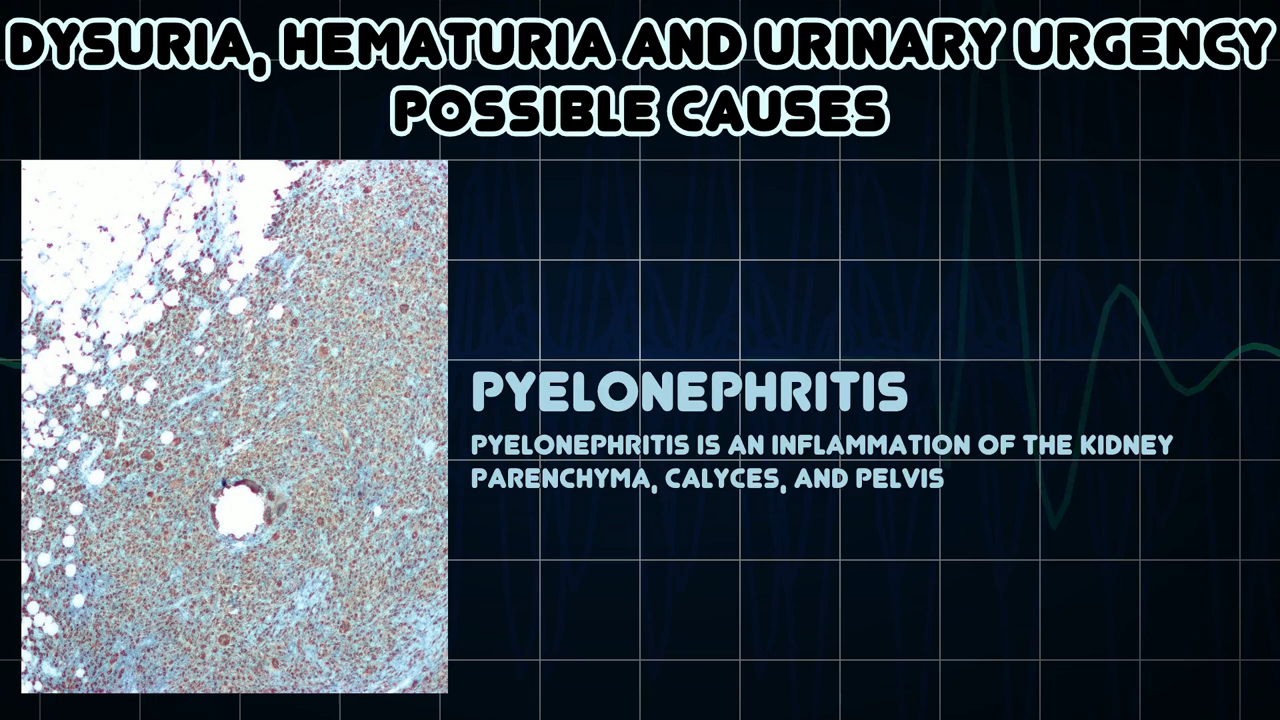 DYSURIA, HEMATURIA AND URINARY URGENCY
POSSIBLE CAUSES
PYELONEPHRITIS
PYELONEPHRITIS IS AN INFLAMMATION OF THE KIDNEY
PARENCHYMA, CALYCES, AND PELVIS